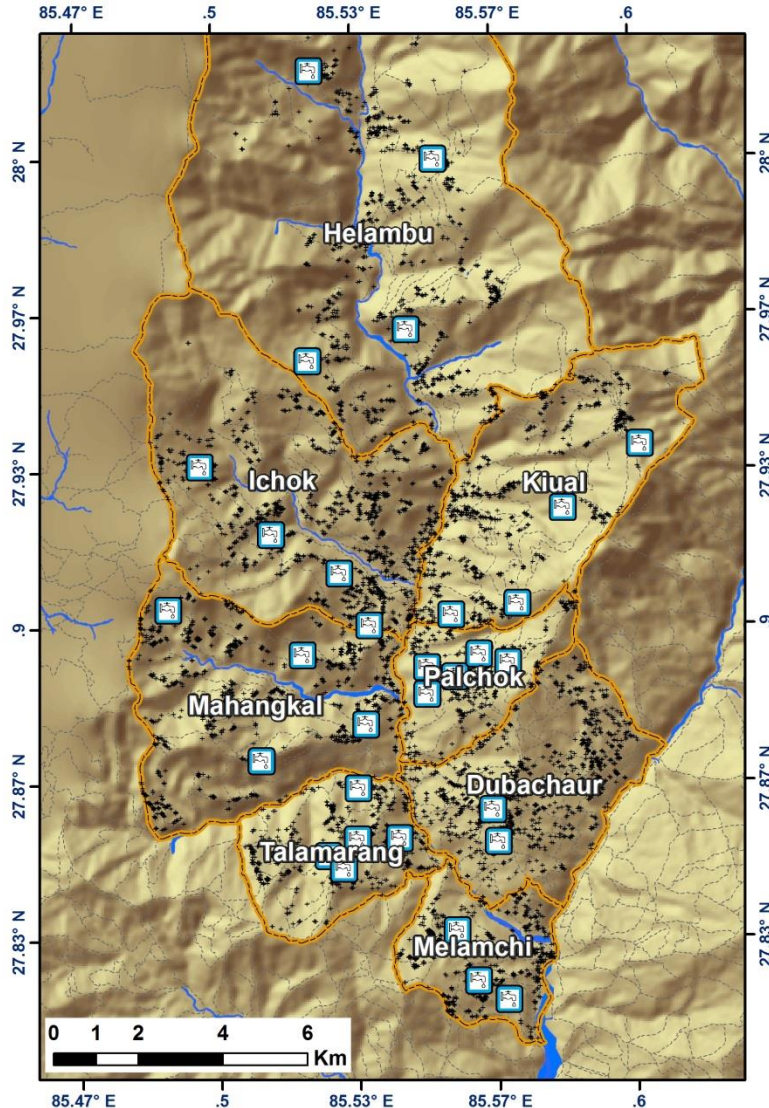 85.47° E
.5
85.53° E
85.57° E
.6
28° N
28° N
Helambu
27.97° N
27.97° N
27.93° N
27.93° N
Ichok
Kiual
.9
.9
Palchok
Mahangkal
27.87° N
27.87° N
Dubachaur
Talamarang
27.83° N
27.83° N
Melamchi
0 1 2 4 6
Km
85.47° E
.5
85.53° E
85.57° E
.6